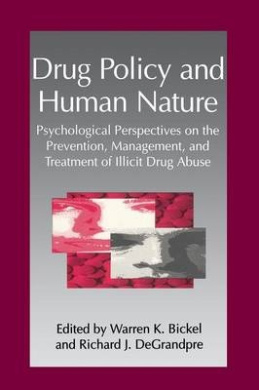 Drug Policy and
Human Nature
Psychological Perspectives on the
Prevention, Management, and
Treatment of Illicit Drug Abuse
Edited by Warren K. Bickel
and Richard J. DeGrandpre